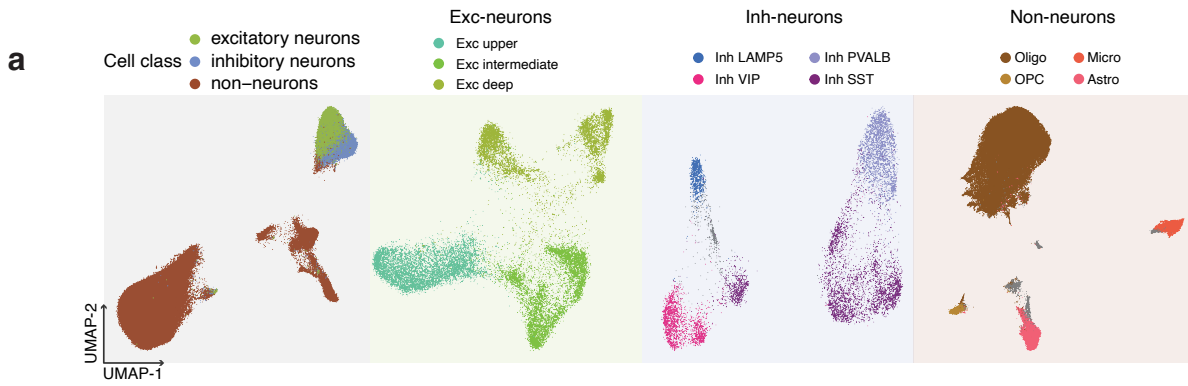 a
Cell class
excitatory neurons
inhibitory neurons
non–neurons
Exc-neurons
Exc upper
Exc intermediate
Exc deep
Inh-neurons
Inh LAMP5
Inh PVALB
Inh VIP
Inh SST
Non-neurons
Oligo
Micro
OPC
Astro
UMAP-2
UMAP-1